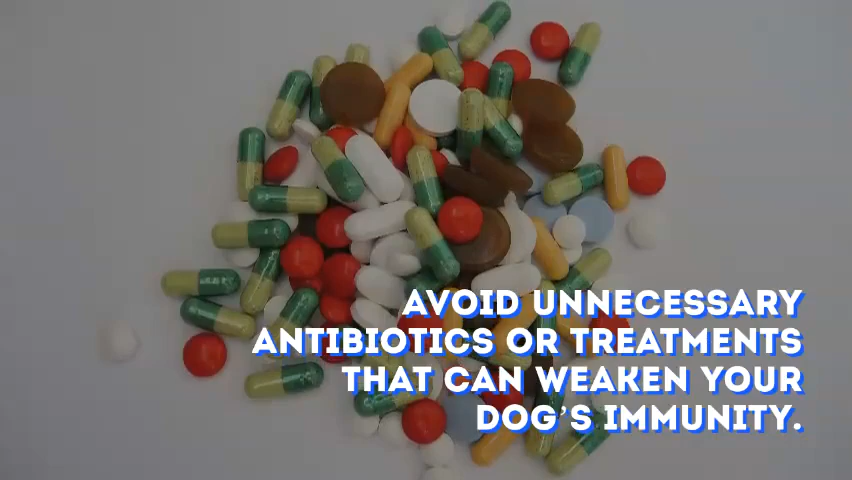 AVOID UNNECESSARY
ANTIBIOTICS OR TREATMENTS
THAT CAN WEAKEN YOUR
DOG’S IMMUNITY.